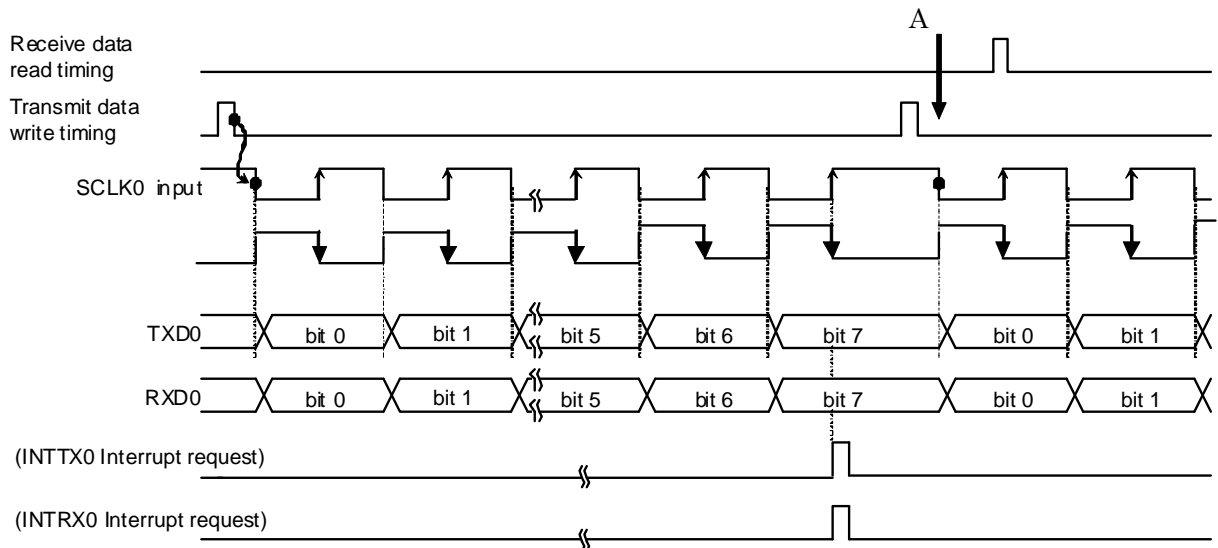 A
Receive data
read timing
Transmit data
write timing
SCLK0 input
TXD0 bit 0 bit 1 bit 5 bit 6 bit 7 bit 0 bit 1
RXD0 bit 0 bit 1 bit 5 bit 6 bit 7 bit 0 bit 1
(INTTX0 Interrupt request)
(INTRX0 Interrupt request)